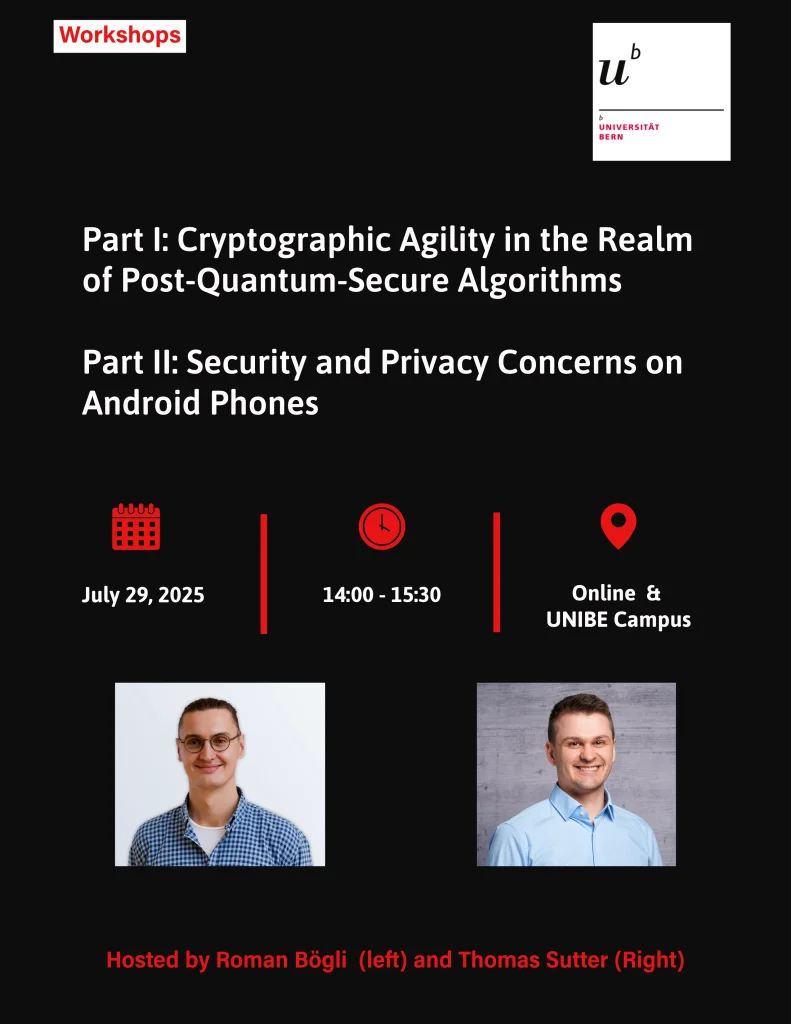 Workshops
u b
b
UNIVERSITÄT
BERN
Part I: Cryptographic Agility in the Realm
of Post-Quantum-Secure Algorithms
Part II: Security and Privacy Concerns on
Android Phones
July 29, 2025
14:00 - 15:30
Online &
UNIBE Campus
Hosted by Roman Bögli (left) and Thomas Sutter (Right)